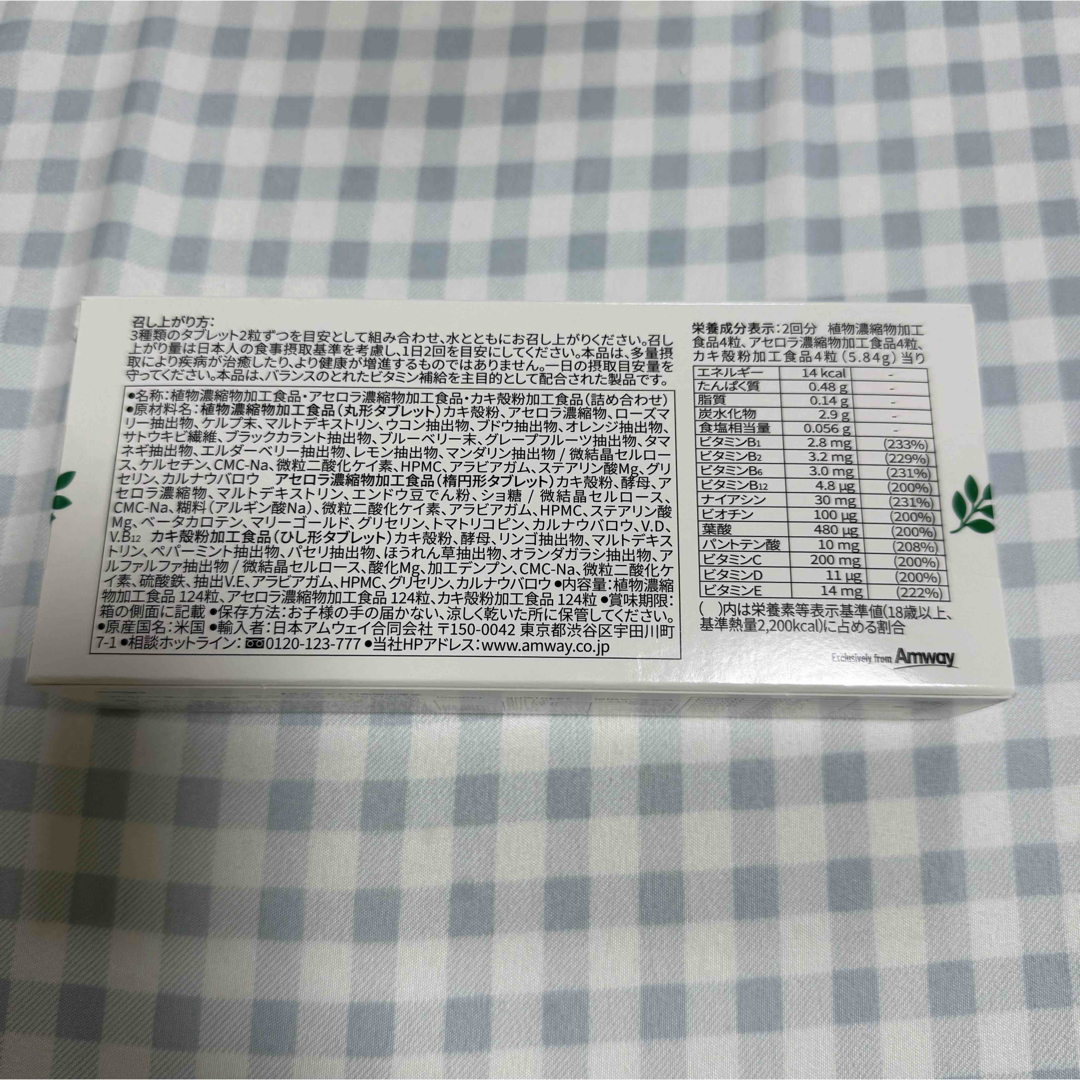 召し上がり方:
3種類のタブレット2粒ずつを目安として組み合わせ、水とともにお召し上がりください。召し
上がり量は日本人の食事摂取基準を考慮し、1日2回を目安にしてください。本品は、多量摂
取により疾病が治癒したり、より健康が増進するものではありません。一日の摂取目安量を
守ってください。本品は、バランスのとれたビタミン補給を主目的として配合された製品です。
●名称:植物濃縮物加工食品・アセロラ濃縮物加工食品・カキ殻粉加工食品(詰め合わせ)
●原材料名:植物濃縮物加工食品(丸形タブレット)カキ殻粉、アセロラ濃縮物、ローズマ
リー抽出物、ケルプ末、マルトデキストリン、ウコン抽出物、ブドウ抽出物、オレンジ抽出物、
サトウキビ繊維、ブラックカラント抽出物、ブルーベリー末、グレープフルーツ抽出物、タマ
ネギ抽出物、エルダーベリー抽出物、レモン抽出物、マンダリン抽出物 / 微結晶セルロー
ス、ケルセチン、CMC-Na、微粒二酸化ケイ素、HPMC、アラビアガム、ステアリン酸Mg、グリ
セリン、カルナウバロウ アセロラ濃縮物加工食品(楕円形タブレット)カキ殻粉、酵母、ア
セロラ濃縮物、マルトデキストリン、エンドウ豆でん粉、ショ糖 / 微結晶セルロース、
CMC-Na、糊料(アルギン酸Na)、微粒二酸化ケイ素、アラビアガム、HPMC、ステアリン酸
Mg、ベータカロテン、マリーゴールド、グリセリン、トマトリコピン、カルナウバロウ、V.D、
V.B12 カキ殻粉加工食品(ひし形タブレット)カキ殻粉、酵母、リンゴ抽出物、マルトデキス
トリン、ペパーミント抽出物、パセリ抽出物、ほうれん草抽出物、オランダガラシ抽出物、ア
ルファルファ抽出物 / 微結晶セルロース、酸化Mg、加工デンプン、CMC-Na、微粒二酸化ケ
イ素、硫酸鉄、抽出V.E、アラビアガム、HPMC、グリセリン、カルナウバロウ ●内容量:植物濃縮
物加工食品 124粒、アセロラ濃縮物加工食品 124粒、カキ殻粉加工食品 124粒 ●賞味期限:
箱の側面に記載 ●保存方法:お子様の手の届かない、涼しく乾いた所に保管してください。
●原産国名:米国 ●輸入者:日本アムウェイ合同会社 〒150-0042 東京都渋谷区宇田川町
7-1 ●相談ホットライン: 0120-123-777 ●当社HPアドレス:www.amway.co.jp
栄養成分表示:2回分 植物濃縮物加工
食品4粒、アセロラ濃縮物加工食品4粒、
カキ殻粉加工食品4粒(5.84g)当り
エネルギー 14 kcal -
たんぱく質 0.48 g -
脂質 0.14 g -
炭水化物 2.9 g -
食塩相当量 0.056 g -
ビタミンB1 2.8 mg (233%)
ビタミンB2 3.2 mg (229%)
ビタミンB6 3.0 mg (231%)
ビタミンB12 4.8 μg (200%)
ナイアシン 30 mg (231%)
ビオチン 100 μg (200%)
葉酸 480 μg (200%)
パントテン酸 10 mg (208%)
ビタミンC 200 mg (200%)
ビタミンD 11 μg (200%)
ビタミンE 14 mg (222%)
( )内は栄養素等表示基準値(18歳以上、
基準熱量2,200kcal)に占める割合
Exclusively from Amway